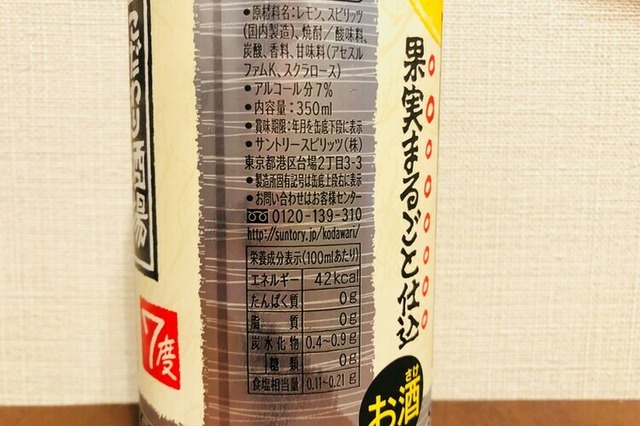 こだわり酒場
7度
●原材料名:レモン、スピリッツ
(国内製造)、焼酎/酸味料、
炭酸、香料、甘味料(アセスル
ファムK、スクラロース)
●アルコール分7%
●内容量:350ml
●賞味期限:年月を缶底下段に表示
●サントリースピリッツ(株)
東京都港区台場2丁目3-3
●製造所固有記号は缶底上段右に表示
●お問い合わせはお客様センター
0120-139-310
http://suntory.jp/kodawari/
栄養成分表示(100mlあたり)
エネルギー 42kcal
たんぱく質 0g
脂質 0g
炭水化物 0.4~0.9g
糖類 0g
食塩相当量 0.11~0.21g
果実まるごと仕込
さけ
お酒